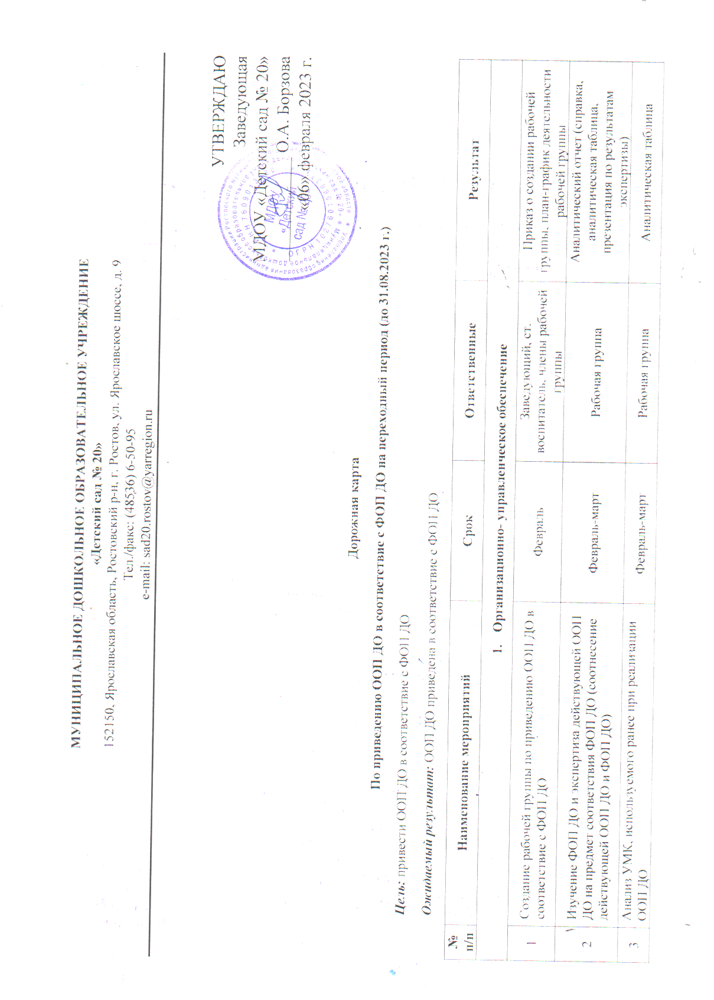 МУНИЦИПАЛЬНОЕ ДОШКОЛЬНОЕ ОБРАЗОВАТЕЛЬНОЕ УЧРЕЖДЕНИЕ
«Детский сад № 20»
152150, Ярославская область, Ростовский р-н, г. Ростов, ул. Ярославское шоссе, д. 9
Тел./факс: (48536) 6-50-95
e-mail: sad20.rostov@yarregion.ru
УТВЕРЖДАЮ
Заведующая
МДОУ «Детский сад № 20»
О.А. Борзова
«06» февраля 2023 г.
МДОУ
«Детский
сад №
Дорожная карта
По приведению ООП ДО в соответствие с ФОП ДО на переходный период (до 31.08.2023 г.)
Цель: привести ООП ДО в соответствие с ФОП ДО
Ожидаемый результат: ООП ДО приведена в соответствие с ФОП ДО
№ п/п Наименование мероприятий Срок Ответственные Результат
1. Организационно- управленческое обеспечение
1 Создание рабочей группы по приведению ООП ДО в
соответствие с ФОП ДО
Февраль
Заведующий, ст.
воспитатель, члены рабочей
группы
Приказ о создании рабочей
группы, план-график деятельности
рабочей группы
2 Изучение ФОП ДО и экспертиза действующей ООП
ДО на предмет соответствия ФОП ДО (соотнесение
действующей ООП ДО и ФОП ДО)
Февраль-март
Рабочая группа
Аналитический отчет (справка,
аналитическая таблица,
презентация по результатам
экспертизы)
3 Анализ УМК, используемого ранее при реализации
ООП ДО
Февраль-март
Рабочая группа
Аналитическая таблица